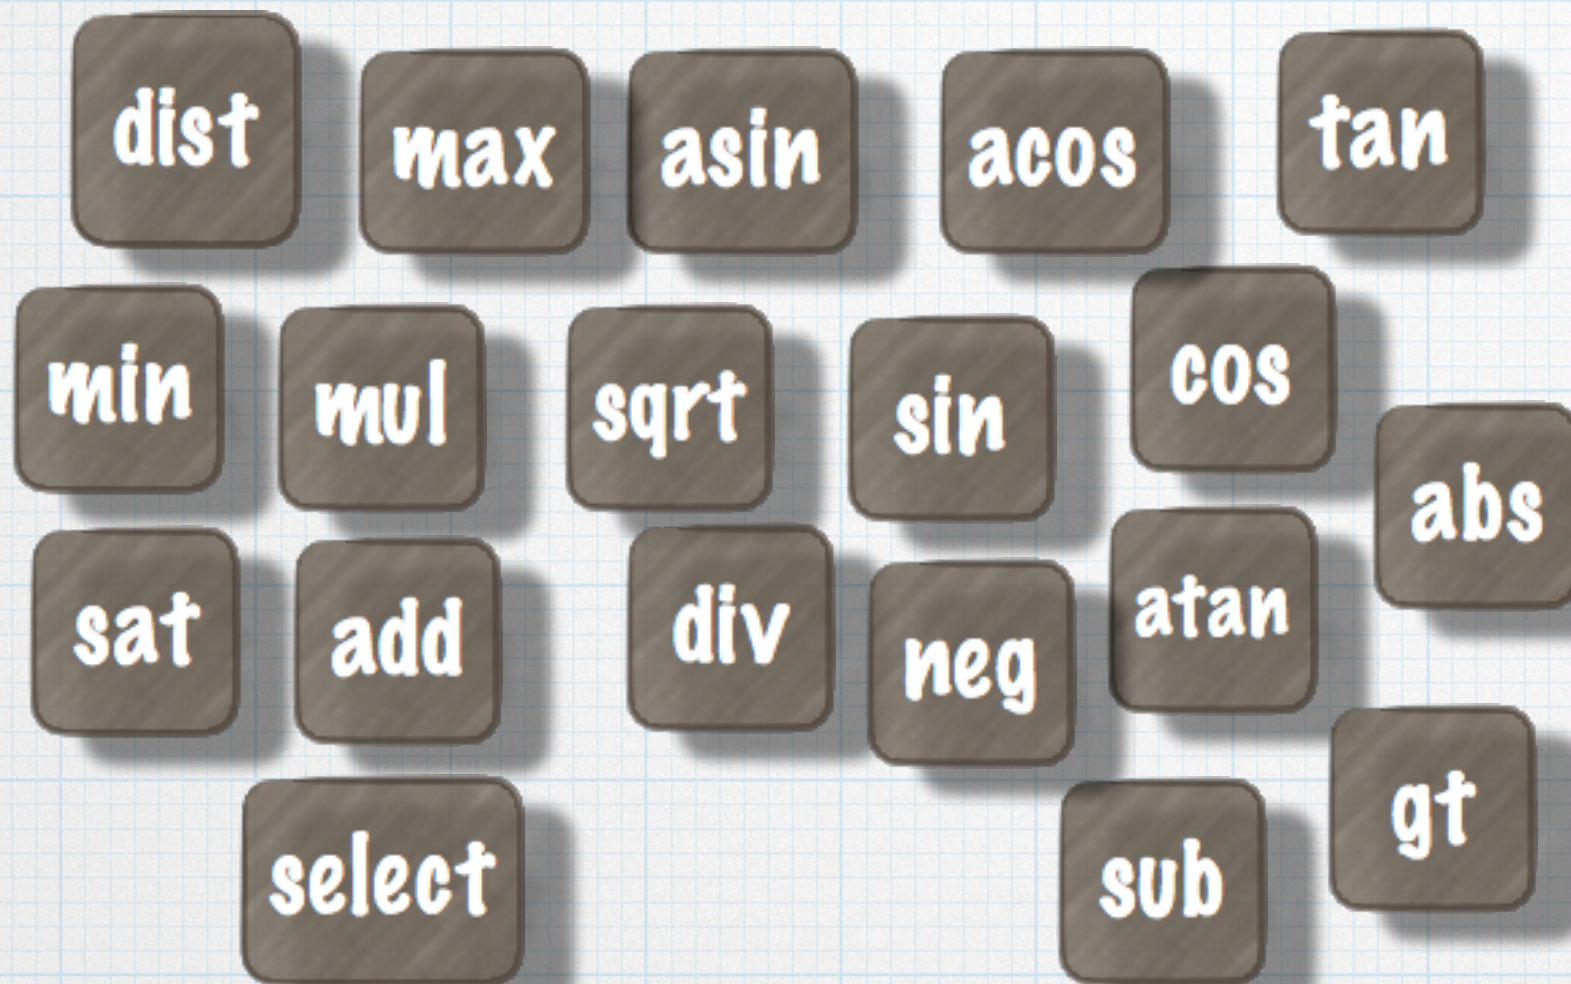 dist max asin acos tan
min mul sqrt sin cos
abs
sat add div neg atan
gt
select sub